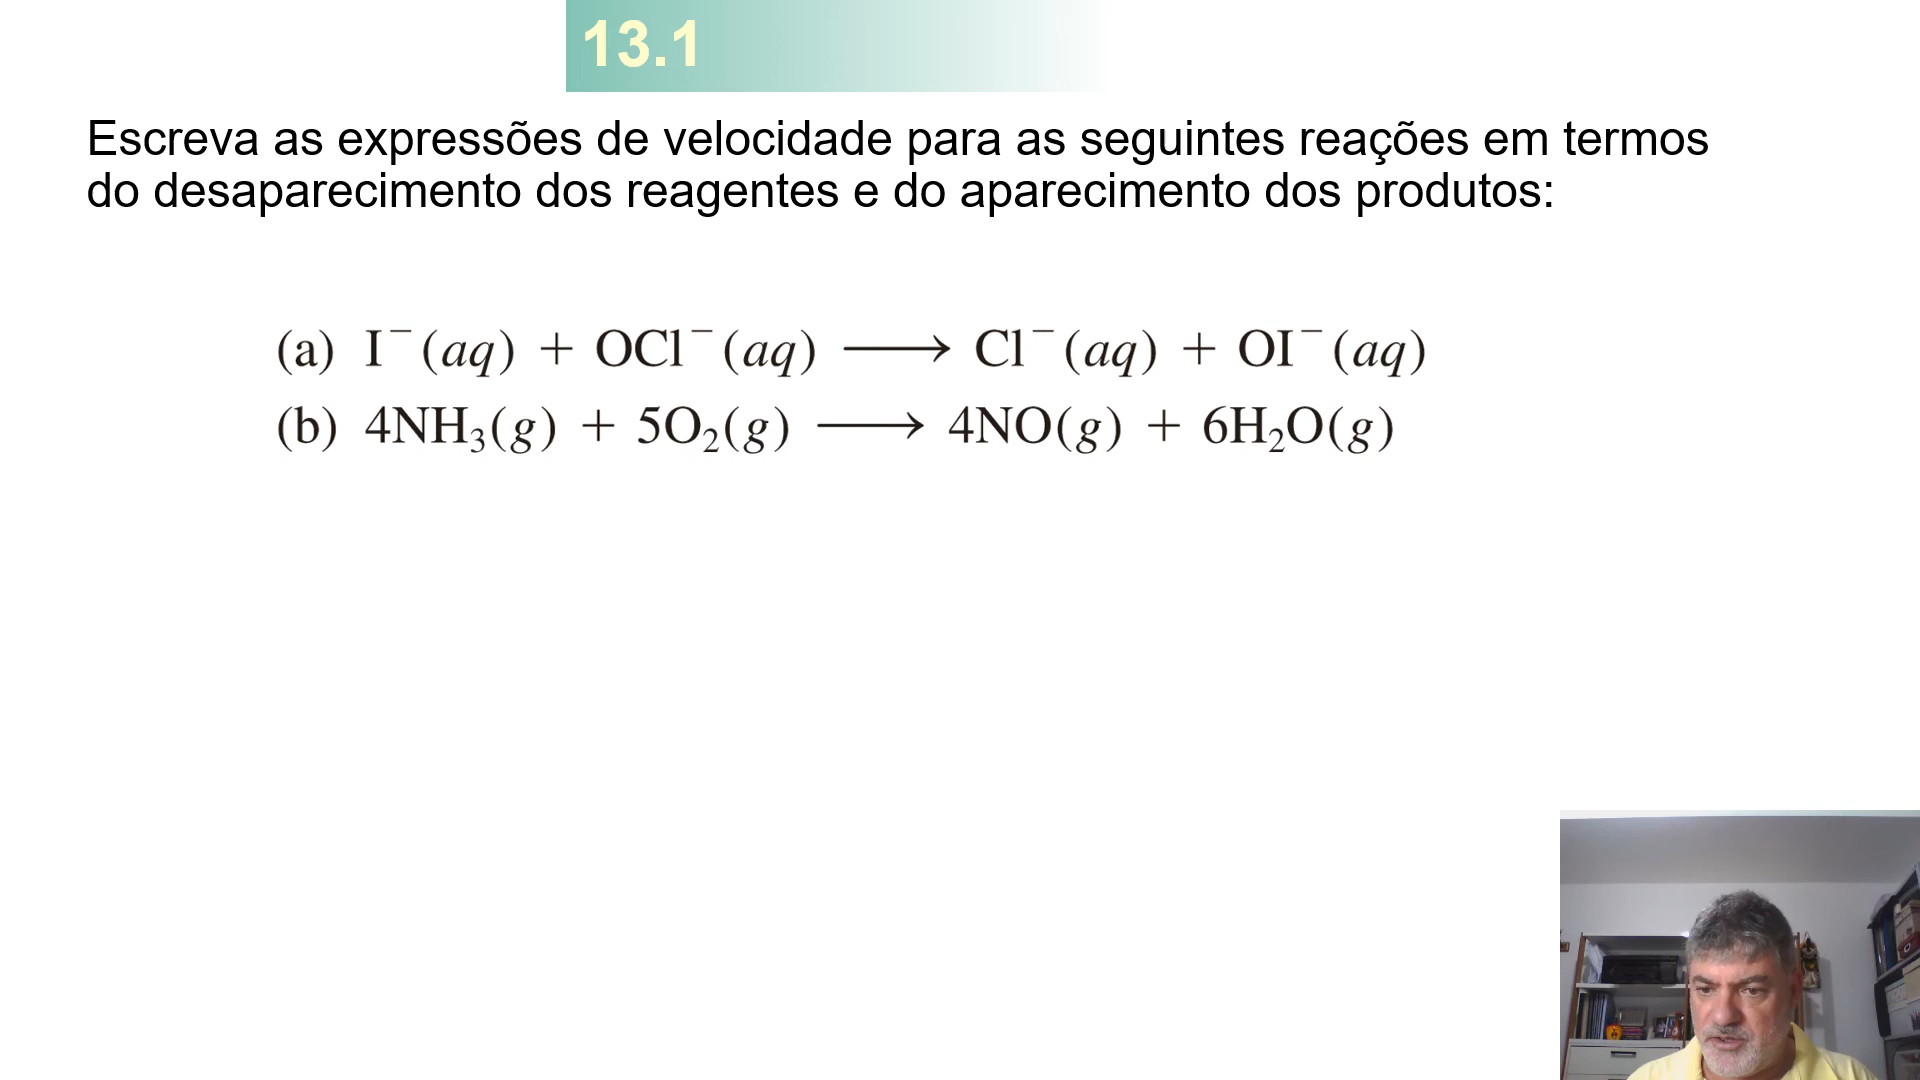 13.1
Escreva as expressões de velocidade para as seguintes reações em termos
do desaparecimento dos reagentes e do aparecimento dos produtos:
(a) I⁻(aq) + OCl⁻(aq) ⟶ Cl⁻(aq) + OI⁻(aq)
(b) 4NH₃(g) + 5O₂(g) ⟶ 4NO(g) + 6H₂O(g)